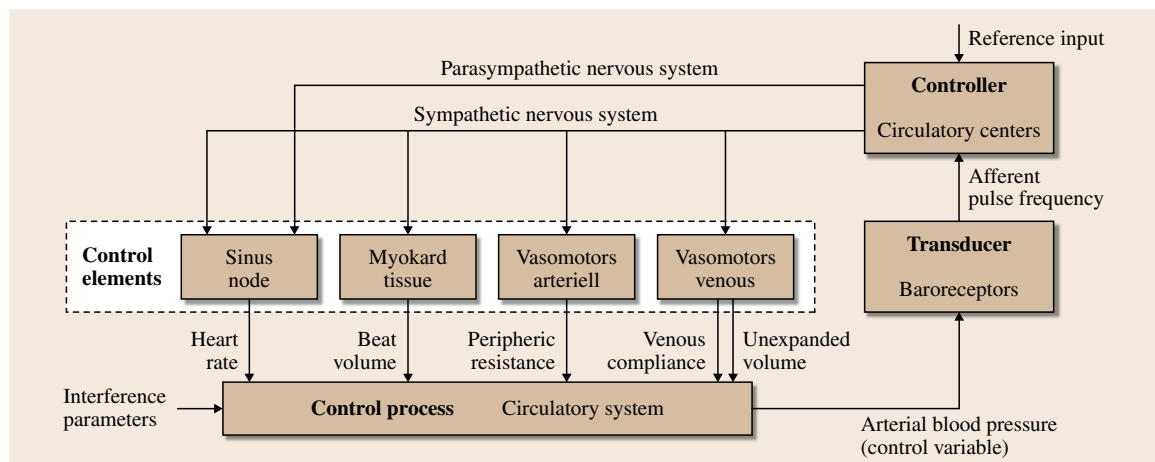 Reference input
Parasympathetic nervous system
Controller
Sympathetic nervous system
Circulatory centers
Afferent
pulse frequency
Control
elements
Sinus
node
Myokard
tissue
Vasomotors
arteriell
Vasomotors
venous
Transducer
Baroreceptors
Heart
rate
Beat
volume
Peripheric
resistance
Venous
compliance
Unexpanded
volume
Interference
parameters
Control process Circulatory system
Arterial blood pressure
(control variable)